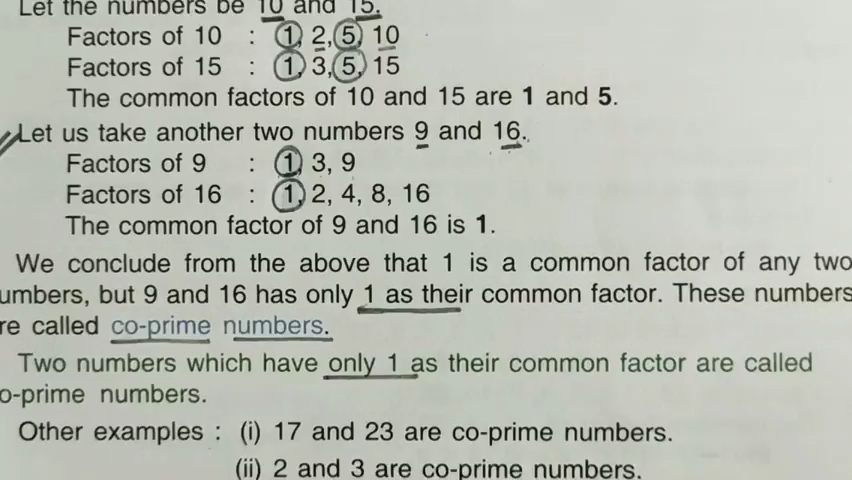 Let the numbers be 10 and 15.
Factors of 10 : 1, 2, 5, 10
Factors of 15 : 1, 3, 5, 15
The common factors of 10 and 15 are 1 and 5.
Let us take another two numbers 9 and 16.
Factors of 9 : 1, 3, 9
Factors of 16 : 1, 2, 4, 8, 16
The common factor of 9 and 16 is 1.
We conclude from the above that 1 is a common factor of any two
umbers, but 9 and 16 has only 1 as their common factor. These numbers
re called co-prime numbers.
Two numbers which have only 1 as their common factor are called
o-prime numbers.
Other examples : (i) 17 and 23 are co-prime numbers.
(ii) 2 and 3 are co-prime numbers.